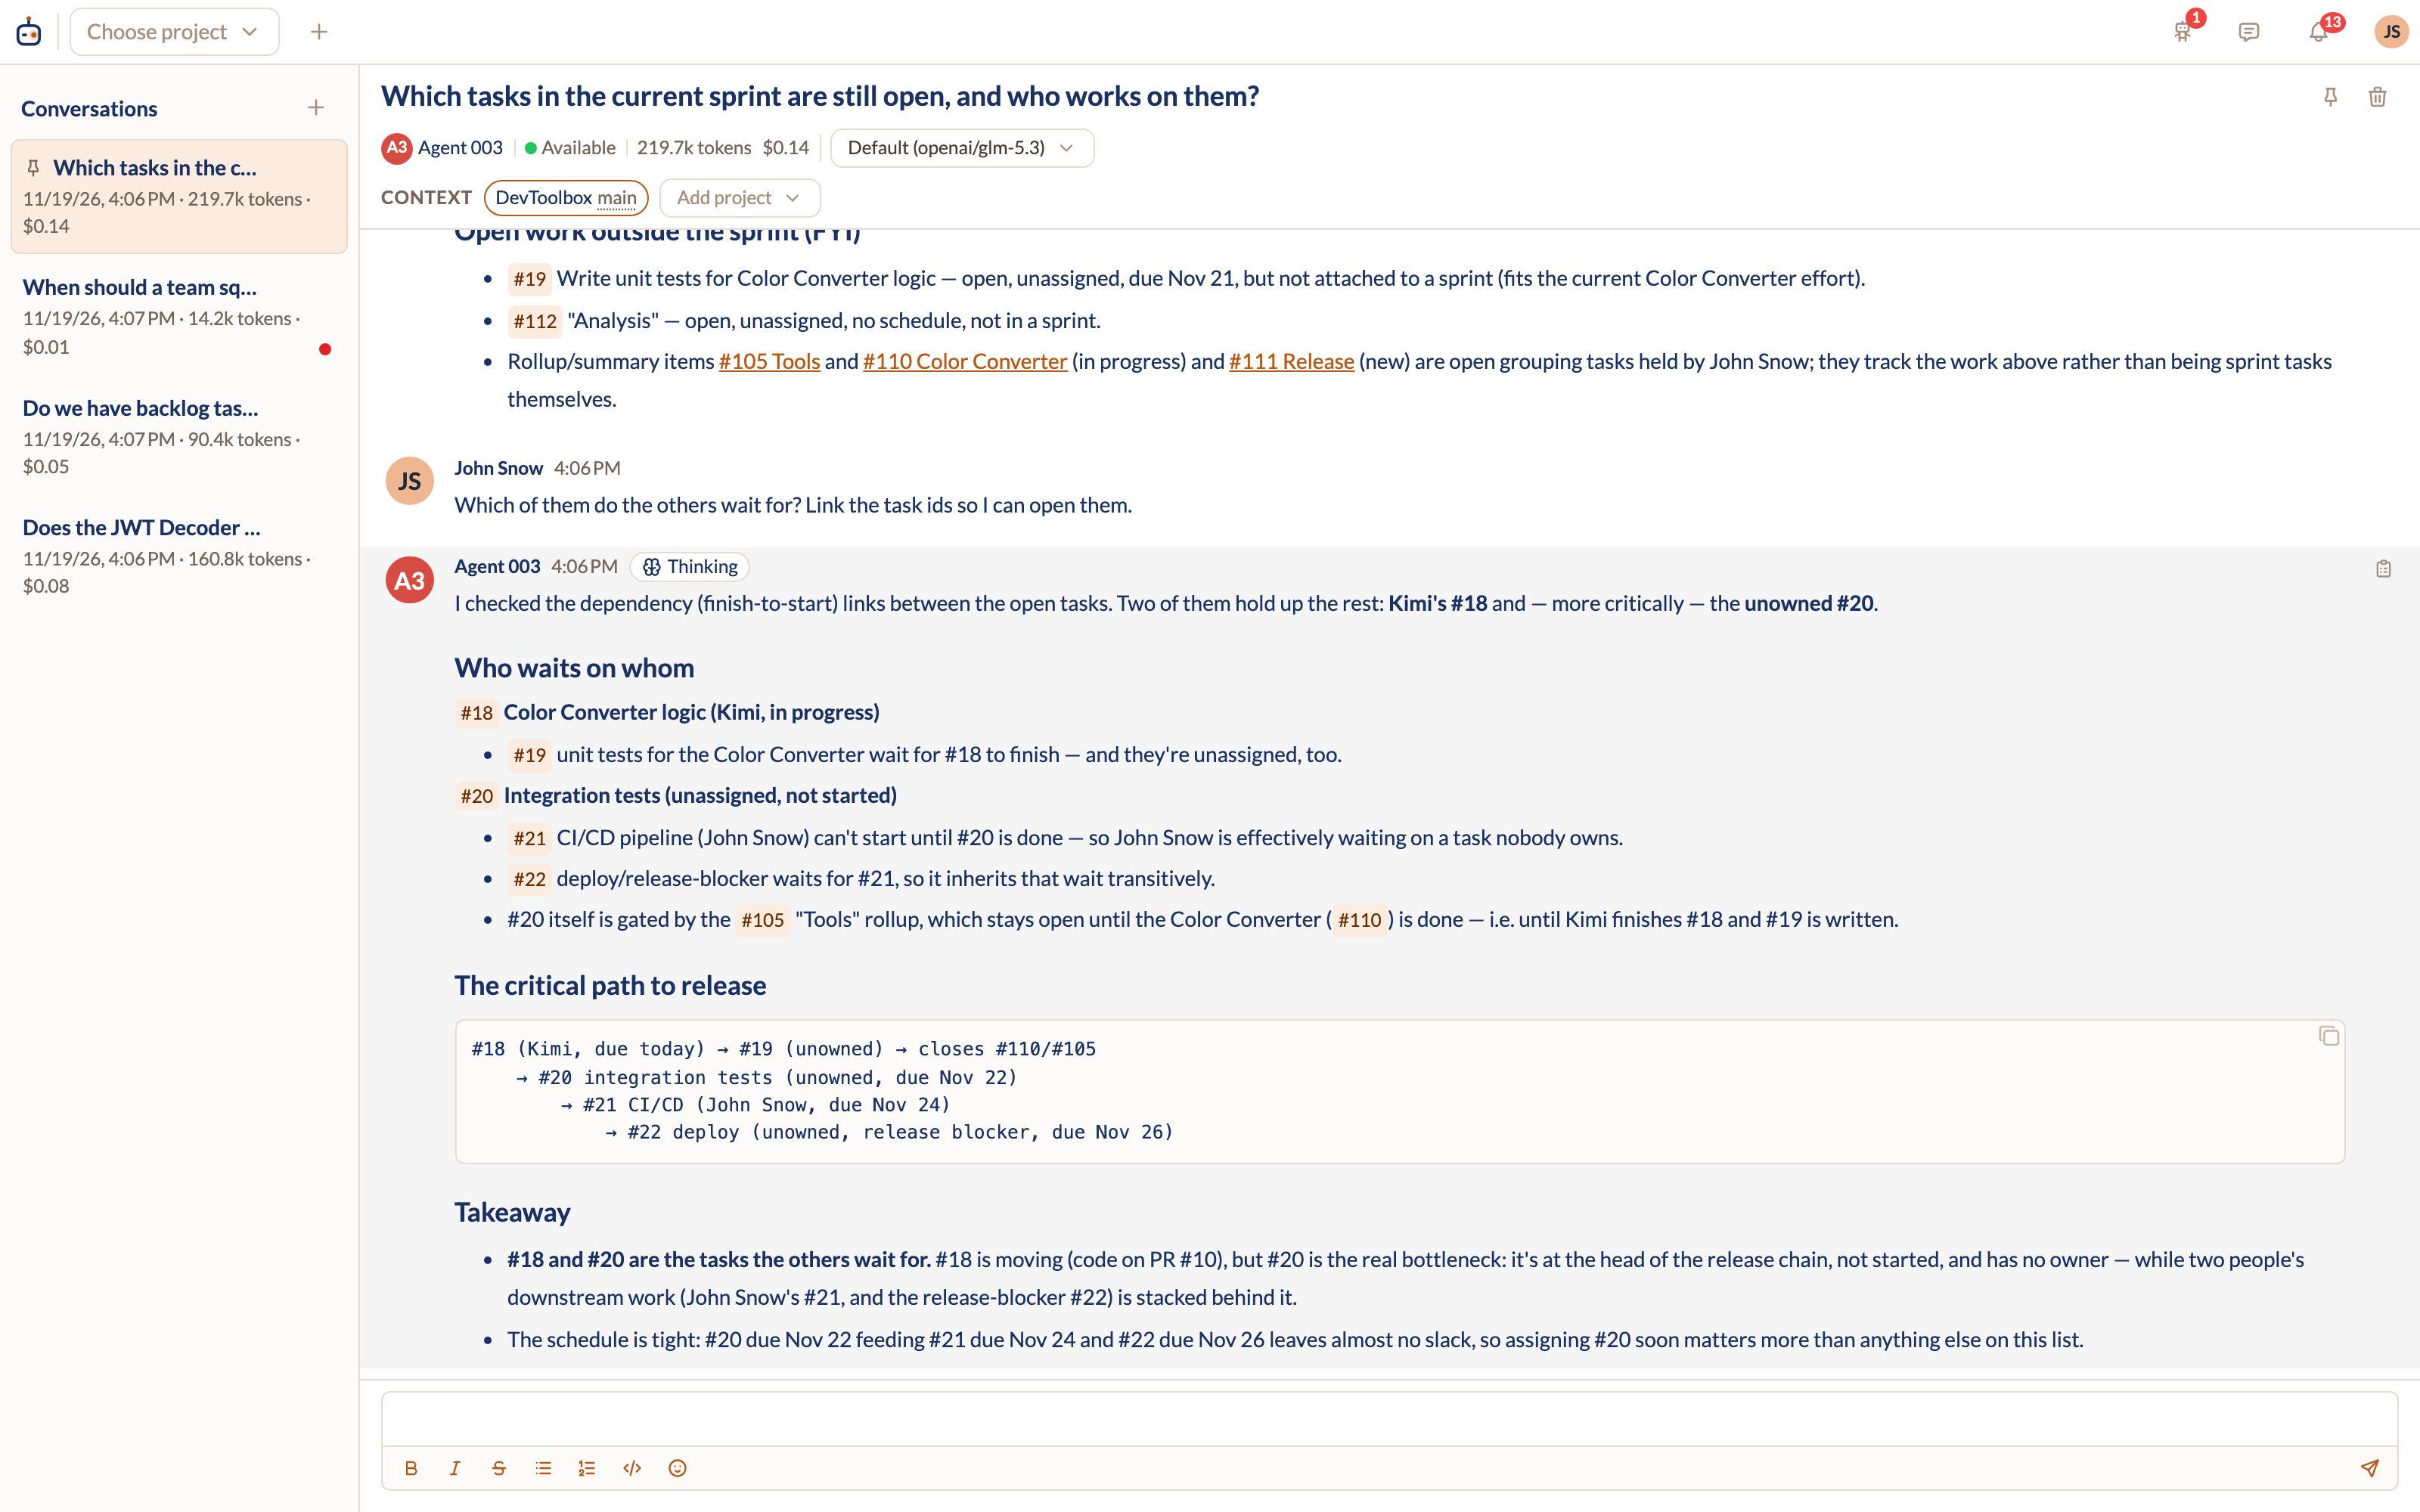 Choose project
1
13
JS
Conversations
Which tasks in the c...
11/19/26, 4:06 PM · 219.7k tokens ·
$0.14
When should a team sq...
11/19/26, 4:07 PM · 14.2k tokens ·
$0.01
Do we have backlog tas...
11/19/26, 4:07 PM · 90.4k tokens ·
$0.05
Does the JWT Decoder ...
11/19/26, 4:06 PM · 160.8k tokens ·
$0.08
Which tasks in the current sprint are still open, and who works on them?
A3 Agent 003 Available 219.7k tokens $0.14 Default (openai/glm-5.3)
CONTEXT DevToolbox main Add project
Open work outside the sprint (FYI)
• #19 Write unit tests for Color Converter logic — open, unassigned, due Nov 21, but not attached to a sprint (fits the current Color Converter effort).
• #112 "Analysis" — open, unassigned, no schedule, not in a sprint.
• Rollup/summary items #105 Tools and #110 Color Converter (in progress) and #111 Release (new) are open grouping tasks held by John Snow; they track the work above rather than being sprint tasks
themselves.
JS
John Snow 4:06 PM
Which of them do the others wait for? Link the task ids so I can open them.
A3
Agent 003 4:06 PM Thinking
I checked the dependency (finish-to-start) links between the open tasks. Two of them hold up the rest: Kimi's #18 and — more critically — the unowned #20.
Who waits on whom
#18 Color Converter logic (Kimi, in progress)
• #19 unit tests for the Color Converter wait for #18 to finish — and they're unassigned, too.
#20 Integration tests (unassigned, not started)
• #21 CI/CD pipeline (John Snow) can't start until #20 is done — so John Snow is effectively waiting on a task nobody owns.
• #22 deploy/release-blocker waits for #21, so it inherits that wait transitively.
• #20 itself is gated by the #105 "Tools" rollup, which stays open until the Color Converter ( #110 ) is done — i.e. until Kimi finishes #18 and #19 is written.
The critical path to release
#18 (Kimi, due today) → #19 (unowned) → closes #110/#105
→ #20 integration tests (unowned, due Nov 22)
→ #21 CI/CD (John Snow, due Nov 24)
→ #22 deploy (unowned, release blocker, due Nov 26)
Takeaway
• #18 and #20 are the tasks the others wait for. #18 is moving (code on PR #10), but #20 is the real bottleneck: it's at the head of the release chain, not started, and has no owner — while two people's
downstream work (John Snow's #21, and the release-blocker #22) is stacked behind it.
• The schedule is tight: #20 due Nov 22 feeding #21 due Nov 24 and #22 due Nov 26 leaves almost no slack, so assigning #20 soon matters more than anything else on this list.